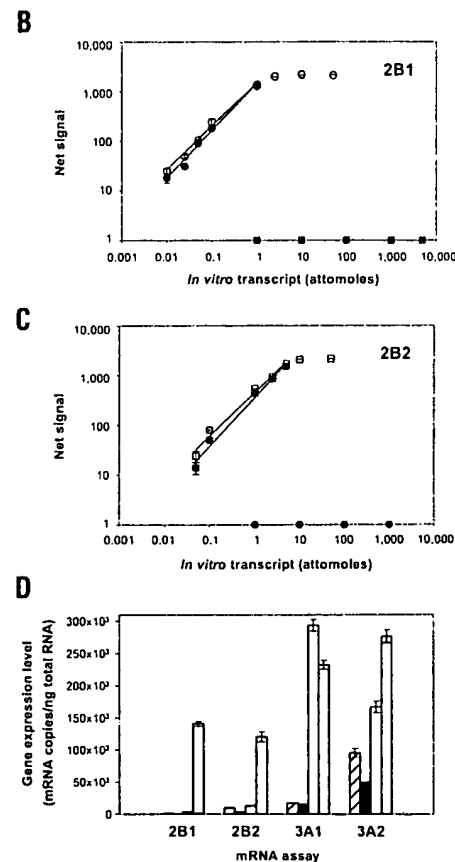 B
10,000
1,000
100
10
1
Net signal
2B1
0.001 0.01 0.1 1 10 100 1,000 10,000
In vitro transcript (attomoles)
C
10,000
1,000
100
10
1
Net signal
2B2
0.001 0.01 0.1 1 10 100 1,000 10.000
In vitro transcript (attomoles)
D
300x10³
250x10³
200x10³
150x10³
100x10³
50x10³
0
Gene expression level
(mRNA copies/ng total RNA)
2B1 2B2 3A1 3A2
mRNA assay